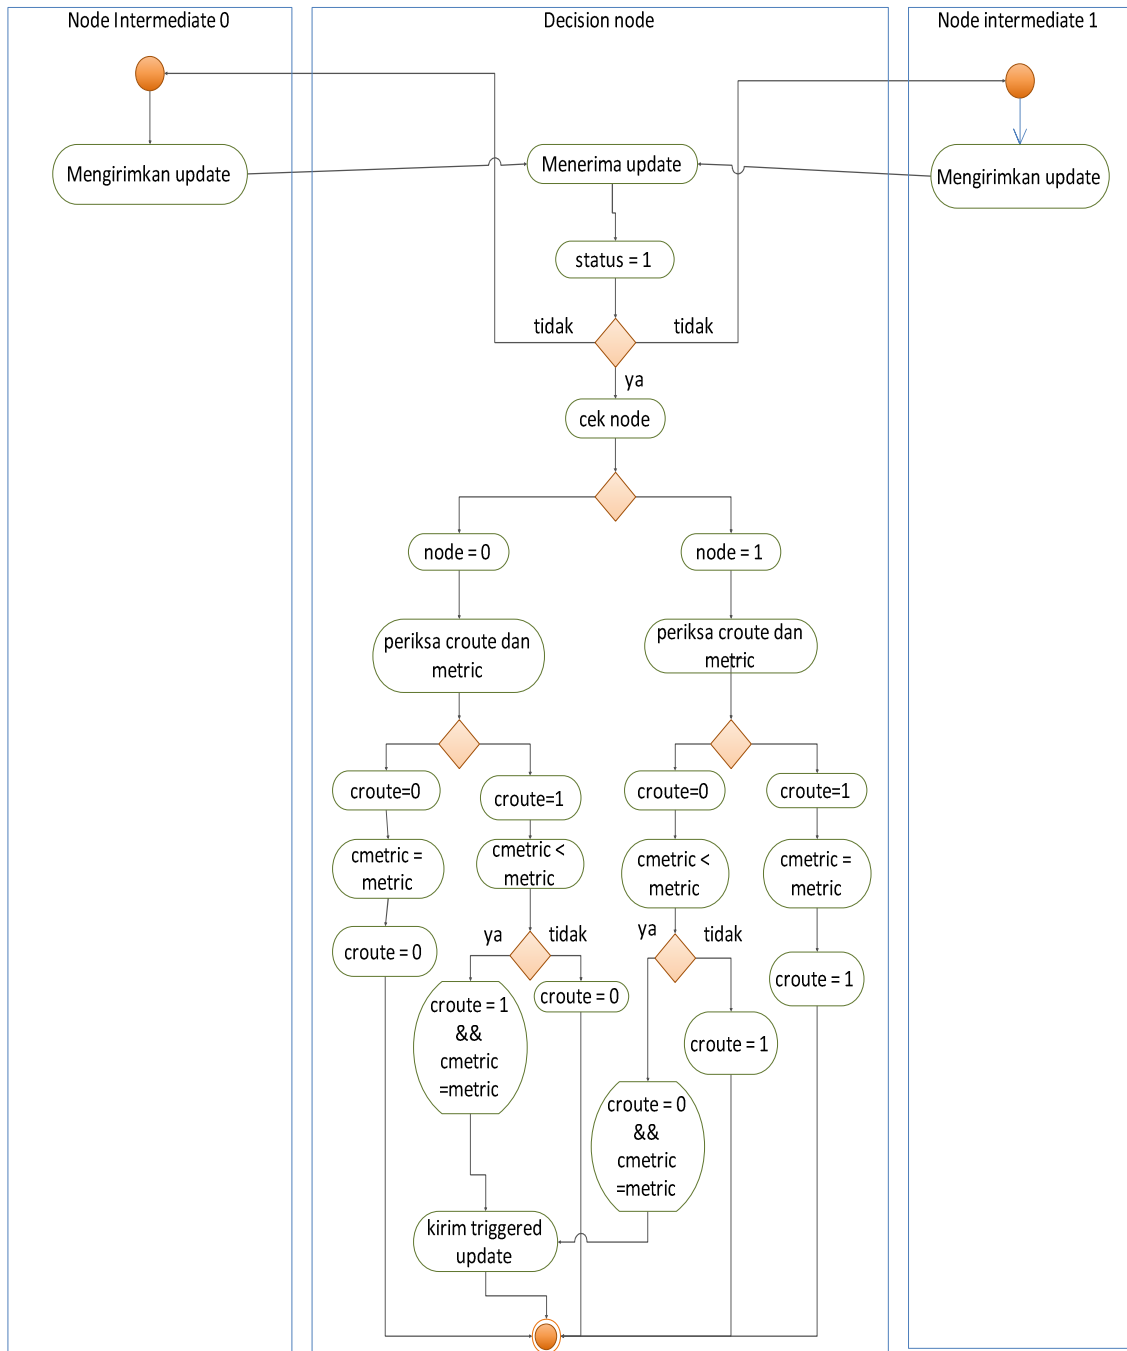 Node Intermediate 0
Decision node
Node intermediate 1
Mengirimkan update
Menerima update
Mengirimkan update
status = 1
tidak
tidak
ya
cek node
node = 0
node = 1
periksa croute dan
metric
periksa croute dan
metric
croute=0
croute=1
croute=0
croute=1
cmetric =
metric
cmetric <
metric
cmetric <
metric
cmetric =
metric
ya
tidak
ya
tidak
croute = 0
croute = 1
&&
cmetric
=metric
croute = 0
croute = 1
croute = 1
croute = 0
&&
cmetric
=metric
kirim triggered
update